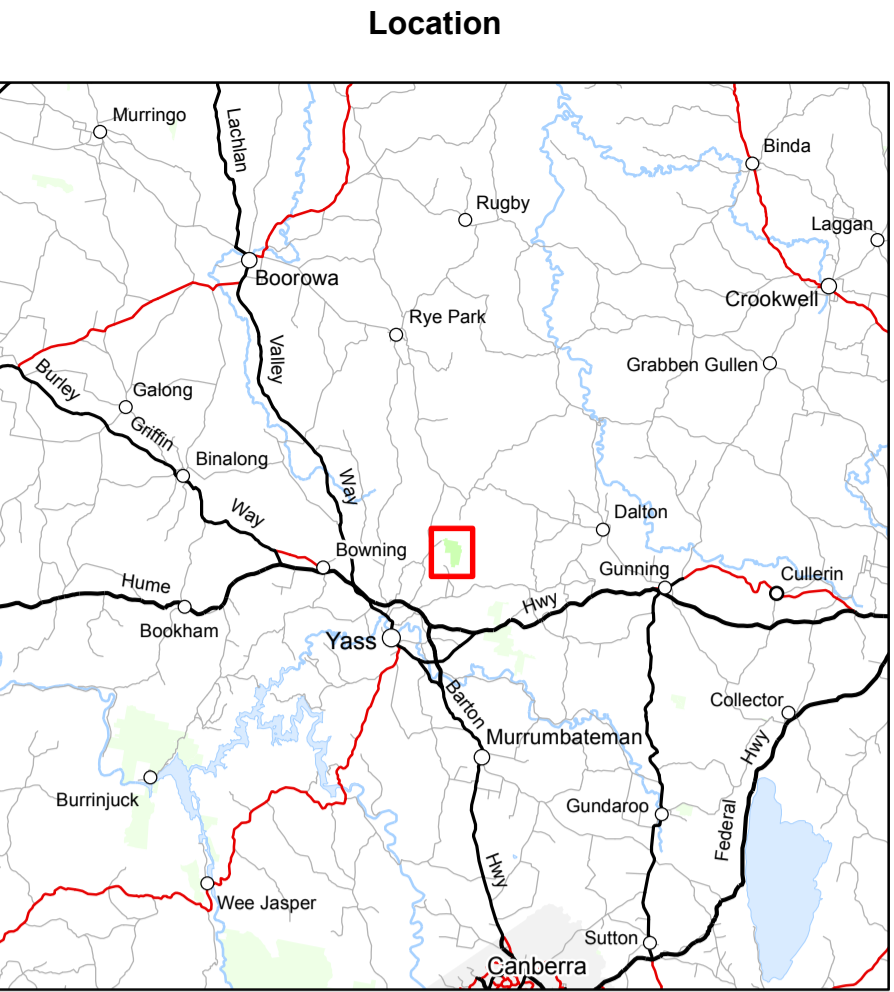 Location
Murringo
Lachlan
Binda
Rugby
Laggan
Boorowa
Crookwell
Rye Park
Valley
Grabben Gullen
Burley
Galong
Griffin
Binalong
Way
Way
Dalton
Bowning
Gunning
Cullerin
Hume
Hwy
Bookham
Yass
Barton
Collector
Murrumbateman
Hwy
Burrinjuck
Gundaroo
Federal
Hwy
Wee Jasper
Sutton
Canberra